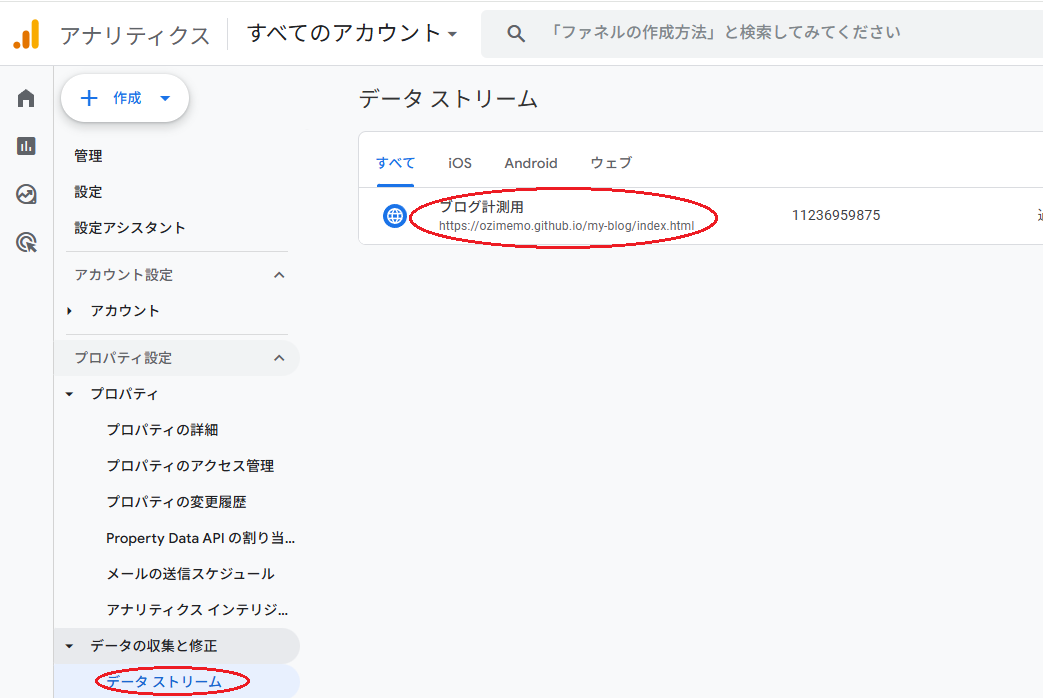 アナリティクス
すべてのアカウント
「ファネルの作成方法」と検索してみてください
作成
管理
設定
設定アシスタント
アカウント設定
アカウント
プロパティ設定
プロパティ
プロパティの詳細
プロパティのアクセス管理
プロパティの変更履歴
Property Data API の割り当...
メールの送信スケジュール
アナリティクス インテリジ...
データの収集と修正
データ ストリーム
データ ストリーム
すべて iOS Android ウェブ
ブログ計測用
https://ozimemo.github.io/my-blog/index.html
11236959875